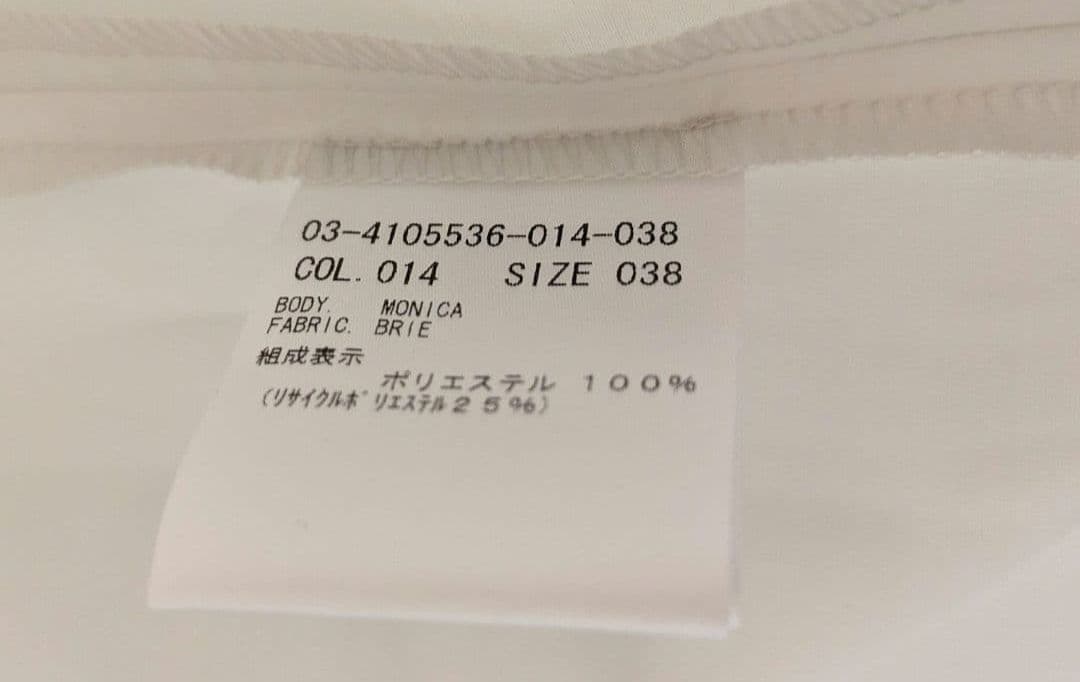 03-4105536-014-038
COL. 014 SIZE 038
BODY. MONICA
FABRIC. BRIE
組成表示
ポリエステル 100%
(リサイクルポリエステル25%)